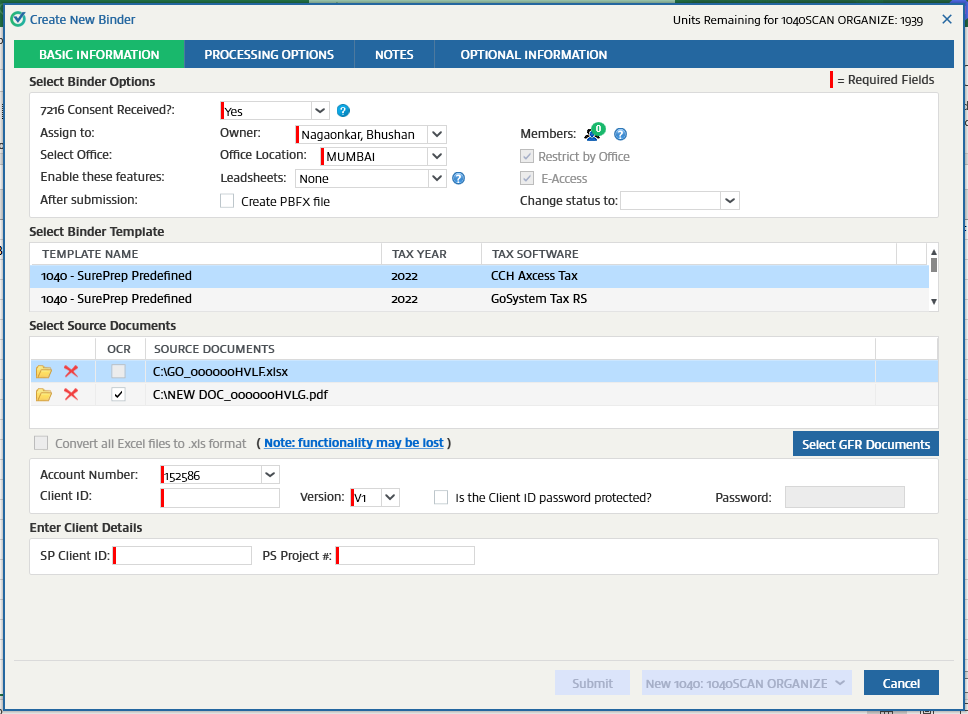 Create New Binder
Units Remaining for 1040SCAN ORGANIZE: 1939
BASIC INFORMATION PROCESSING OPTIONS NOTES OPTIONAL INFORMATION
Select Binder Options
= Required Fields
7216 Consent Received?: Yes ?
Assign to: Owner: Nagaonkar, Bhushan Members: 0 ?
Select Office: Office Location: MUMBAI Restrict by Office
Enable these features: Leadsheets: None ? E-Access
After submission: Create PBFX file Change status to:
Select Binder Template
TEMPLATE NAME TAX YEAR TAX SOFTWARE
1040 - SurePrep Predefined 2022 CCH Axcess Tax
1040 - SurePrep Predefined 2022 GoSystem Tax RS
Select Source Documents
OCR SOURCE DOCUMENTS
C:\GO_000000HVLF.xlsx
C:\NEW DOC_000000HVLG.pdf
Convert all Excel files to .xls format ( Note: functionality may be lost )
Select GFR Documents
Account Number: 152586
Client ID: Version: V1 Is the Client ID password protected? Password:
Enter Client Details
SP Client ID: PS Project #:
Submit New 1040: 1040SCAN ORGANIZE Cancel